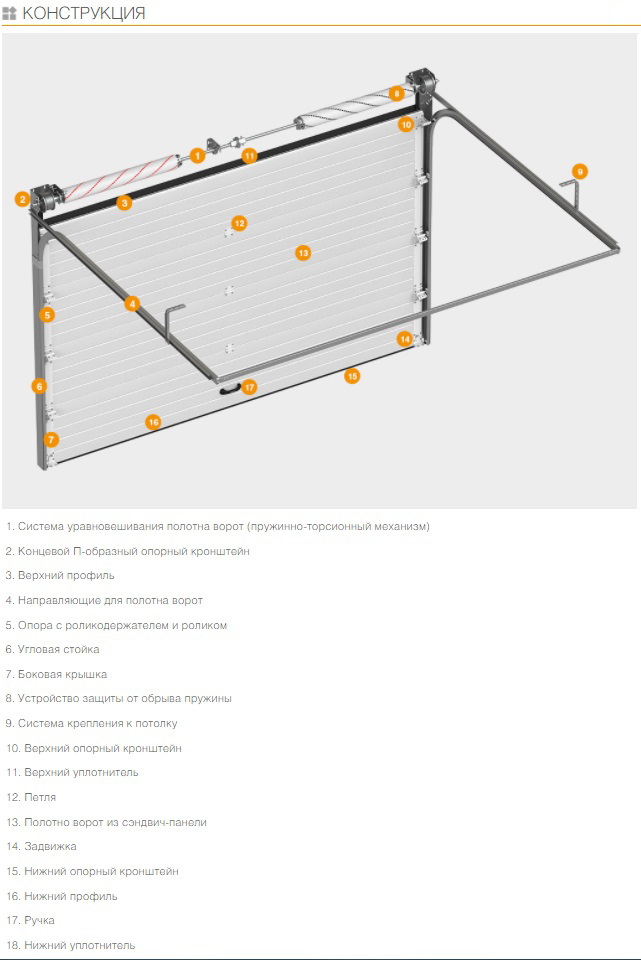 КОНСТРУКЦИЯ
8
10
1
11
9
2
3
12
13
5
4
14
15
6
17
16
7
1. Система уравновешивания полотна ворот (пружинно-торсионный механизм)
2. Концевой П-образный опорный кронштейн
3. Верхний профиль
4. Направляющие для полотна ворот
5. Опора с роликодержателем и роликом
6. Угловая стойка
7. Боковая крышка
8. Устройство защиты от обрыва пружины
9. Система крепления к потолку
10. Верхний опорный кронштейн
11. Верхний уплотнитель
12. Петля
13. Полотно ворот из сэндвич-панели
14. Задвижка
15. Нижний опорный кронштейн
16. Нижний профиль
17. Ручка
18. Нижний уплотнитель